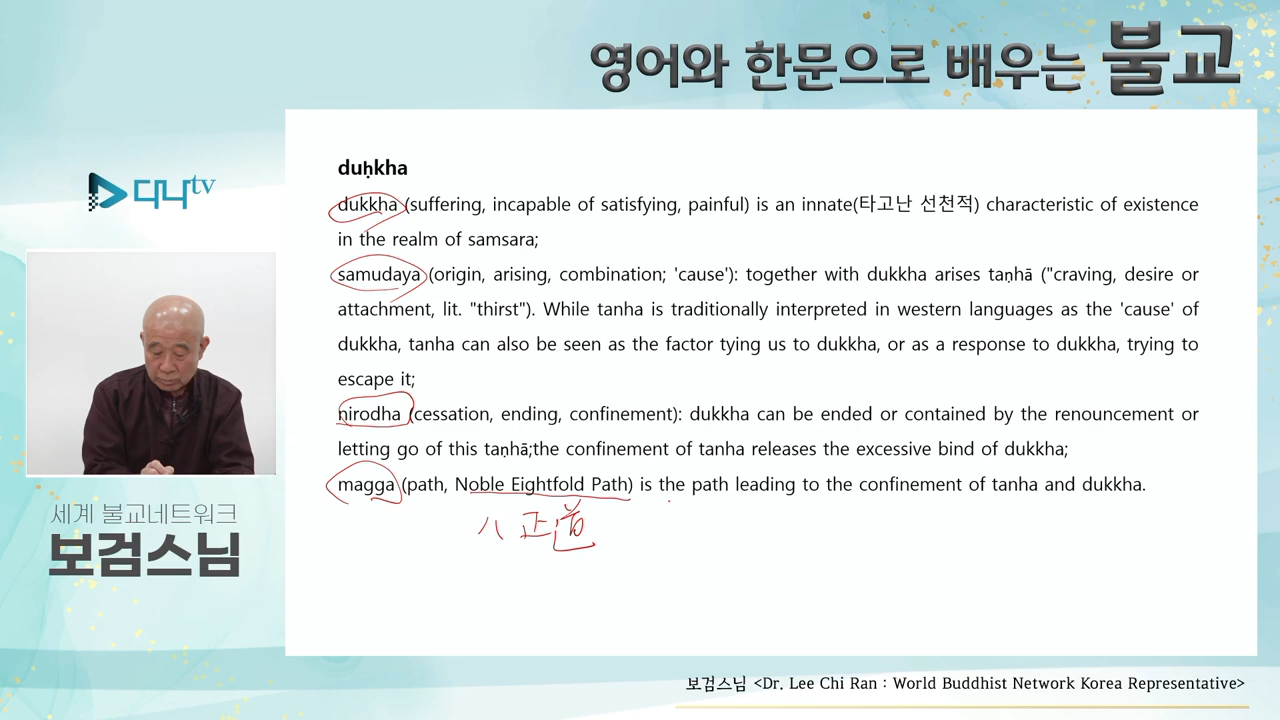 영어와 한문으로 배우는 불교
디나tv
duḥkha
dukkha (suffering, incapable of satisfying, painful) is an innate(타고난 선천적) characteristic of existence
in the realm of samsara;
samudaya (origin, arising, combination; 'cause'): together with dukkha arises taṇhā ("craving, desire or
attachment, lit. "thirst"). While tanha is traditionally interpreted in western languages as the 'cause' of
dukkha, tanha can also be seen as the factor tying us to dukkha, or as a response to dukkha, trying to
escape it;
nirodha (cessation, ending, confinement): dukkha can be ended or contained by the renouncement or
letting go of this taṇhā;the confinement of tanha releases the excessive bind of dukkha;
magga (path, Noble Eightfold Path) is the path leading to the confinement of tanha and dukkha.
八正道
세계 불교네트워크
보검스님
보검스님 <Dr. Lee Chi Ran : World Buddhist Network Korea Representative>